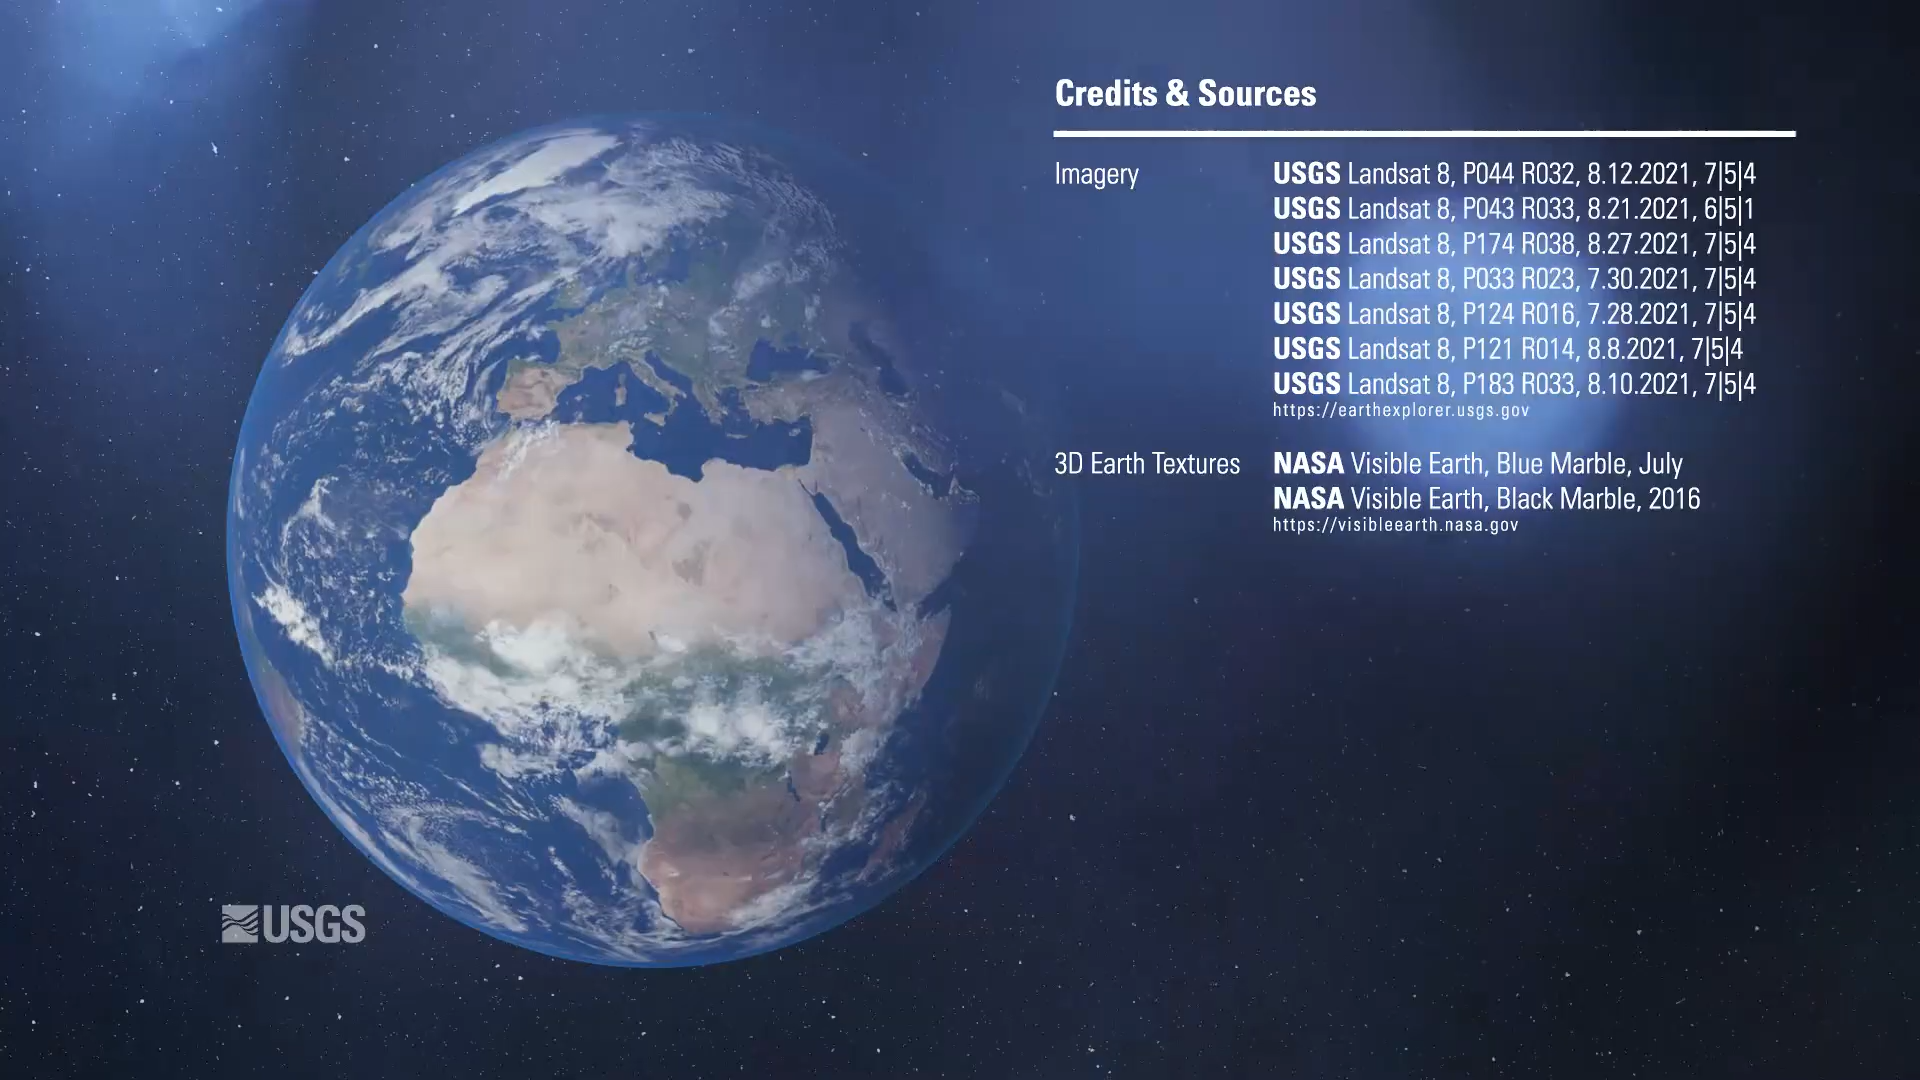 Credits & Sources
Imagery USGS Landsat 8, P044 R032, 8.12.2021, 7|5|4
USGS Landsat 8, P043 R033, 8.21.2021, 6|5|1
USGS Landsat 8, P174 R038, 8.27.2021, 7|5|4
USGS Landsat 8, P033 R023, 7.30.2021, 7|5|4
USGS Landsat 8, P124 R016, 7.28.2021, 7|5|4
USGS Landsat 8, P121 R014, 8.8.2021, 7|5|4
USGS Landsat 8, P183 R033, 8.10.2021, 7|5|4
https://earthexplorer.usgs.gov
3D Earth Textures NASA Visible Earth, Blue Marble, July
NASA Visible Earth, Black Marble, 2016
https://visibleearth.nasa.gov
USGS